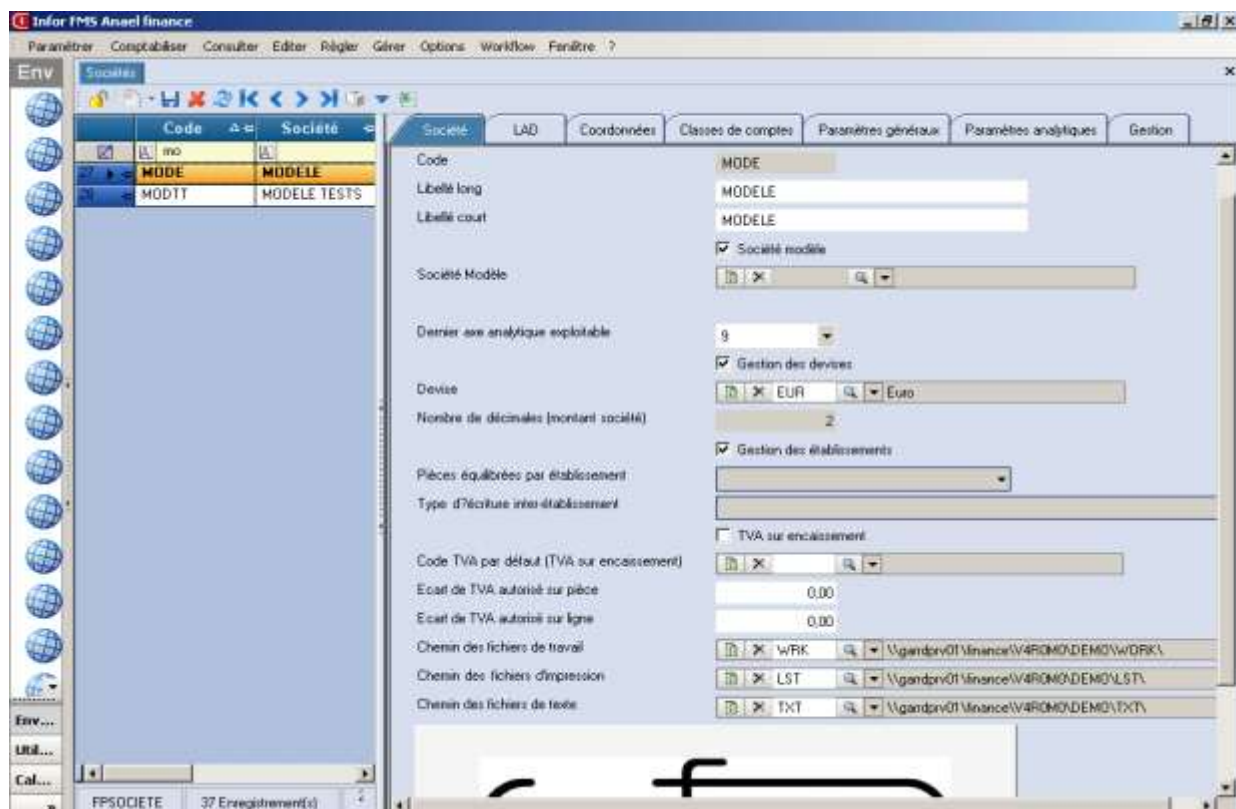 Infor FMS Anael finance
Paramétrer Comptabiliser Consulter Editer Régler Gérer Options Workflow Fenêtre ?
Env
Sociétés
Code Société
mo
27 MODE MODELE
28 MODTT MODELE TESTS
Société LAD Coordonnées Classes de comptes Paramètres généraux Paramètres analytiques Gestion
Code MODE
Libellé long MODELE
Libellé court MODELE
Société modèle
Société Modèle
Dernier axe analytique exploitable 9
Gestion des devises
Devise EUR Euro
Nombre de décimales (montant société) 2
Gestion des établissements
Pièces équilibrées par établissement
Type d?écriture inter-établissement
TVA sur encaissement
Code TVA par défaut (TVA sur encaissement)
Ecart de TVA autorisé sur pièce 0,00
Ecart de TVA autorisé sur ligne 0,00
Chemin des fichiers de travail WRK \\gandprv01\finance\V4ROMO\DEMO\WORK\
Chemin des fichiers d'impression LST \\gandprv01\finance\V4ROMO\DEMO\LST\
Chemin des fichiers de texte TXT \\gandprv01\finance\V4ROMO\DEMO\TXT\
Env...
Util...
Cal...
FPSOCIETE 37 Enregistrement(s)